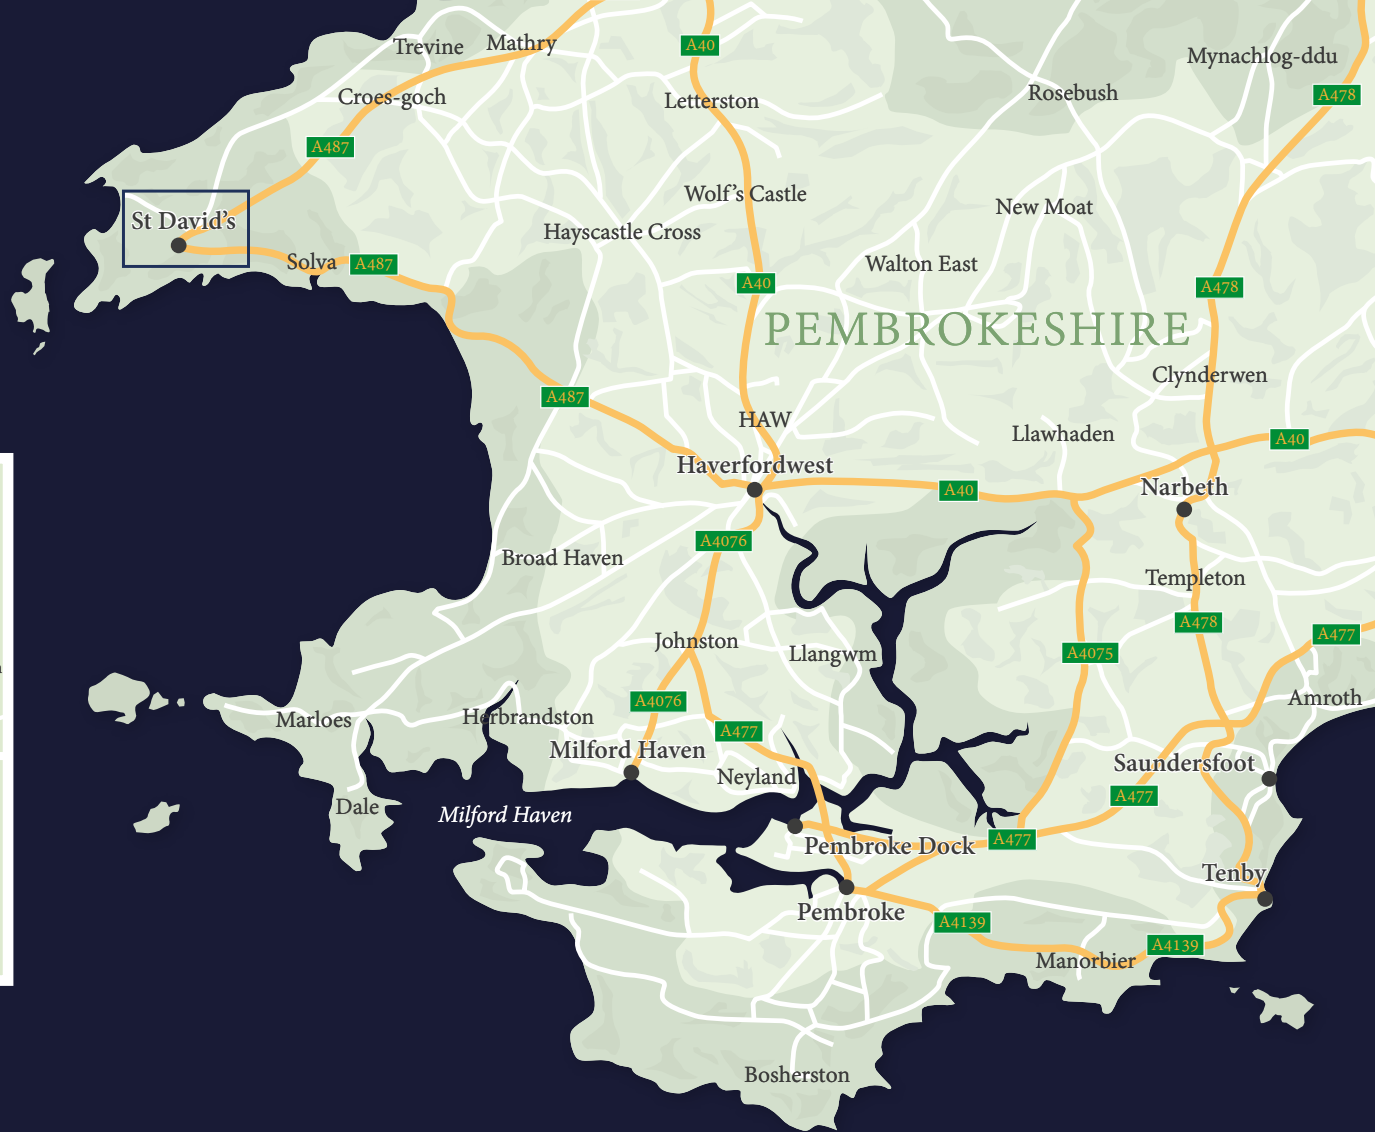 Trevine
Mathry
A40
Mynachlog-ddu
Croes-goch
Letterston
Rosebush
A478
A487
Wolf's Castle
New Moat
St David's
Hayscastle Cross
Solva
A487
Walton East
A40
A478
PEMBROKESHIRE
Clynderwen
A487
HAW
Llawhaden
A40
Haverfordwest
A40
Narbeth
A4076
Broad Haven
Templeton
A478
A477
Johnston
Llangwm
A4075
A4076
Amroth
Marloes
Herbrandston
A477
Milford Haven
Neyland
Saundersfoot
A477
Dale
Milford Haven
A477
Pembroke Dock
Tenby
Pembroke
A4139
A4139
Manorbier
Bosherston